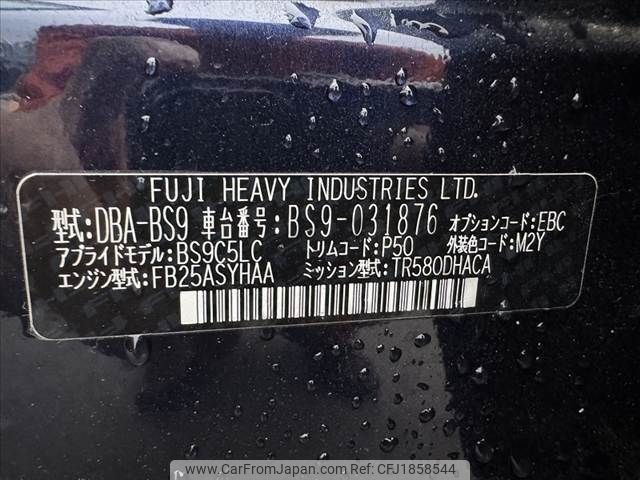 FUJI HEAVY INDUSTRIES LTD.
型式:DBA-BS9 車台番号:BS9-031876 オプションコード:EBC
アプライドモデル:BS9C5LC トリムコード:P50 外装色コード:M2Y
エンジン型式:FB25ASYHAA ミッション型式:TR580DHACA
www.CarFromJapan.com (Photo ID: CFJ1858544)